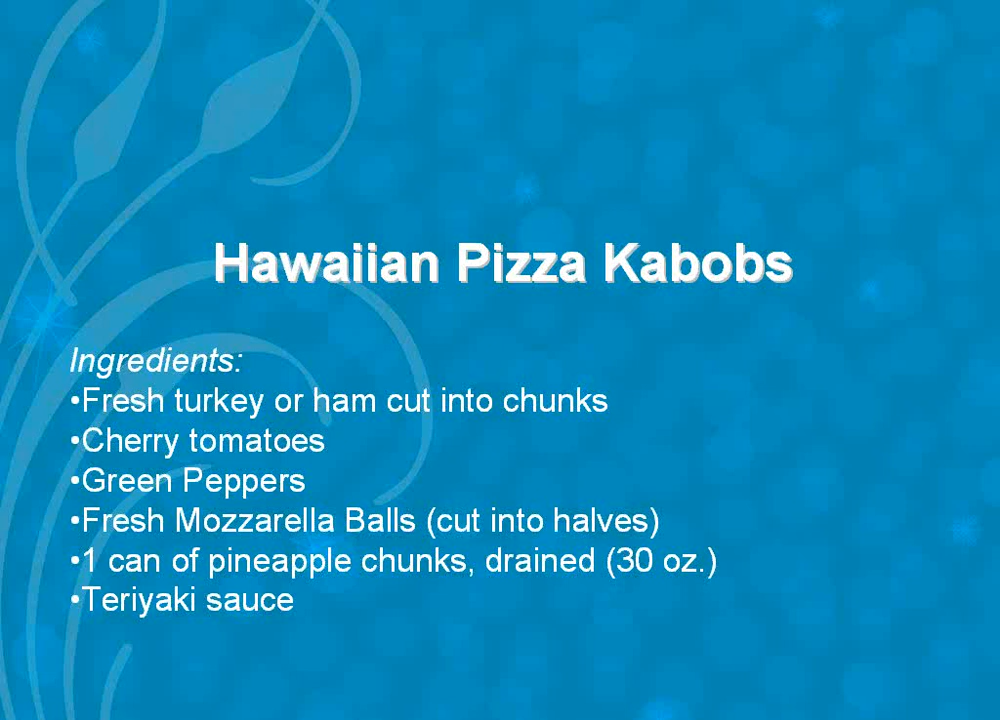 Hawaiian Pizza Kabobs
Ingredients:
•Fresh turkey or ham cut into chunks
•Cherry tomatoes
•Green Peppers
•Fresh Mozzarella Balls (cut into halves)
•1 can of pineapple chunks, drained (30 oz.)
•Teriyaki sauce